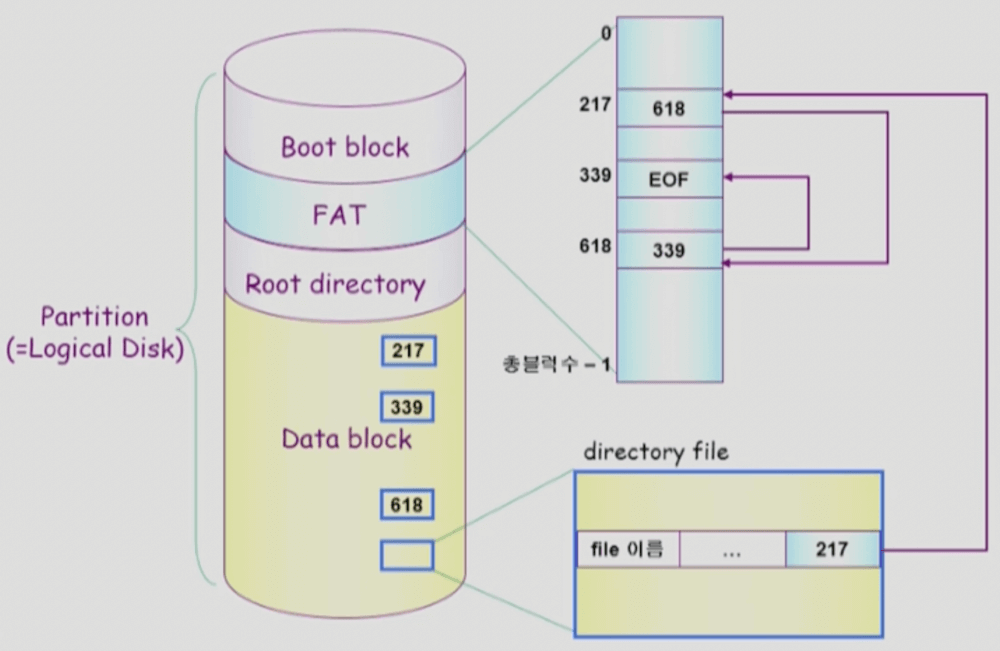 Boot block
FAT
Root directory
Partition
(=Logical Disk)
217
339
Data block
618
0
217
618
339
EOF
618
339
총블럭수 – 1
directory file
file 이름
...
217